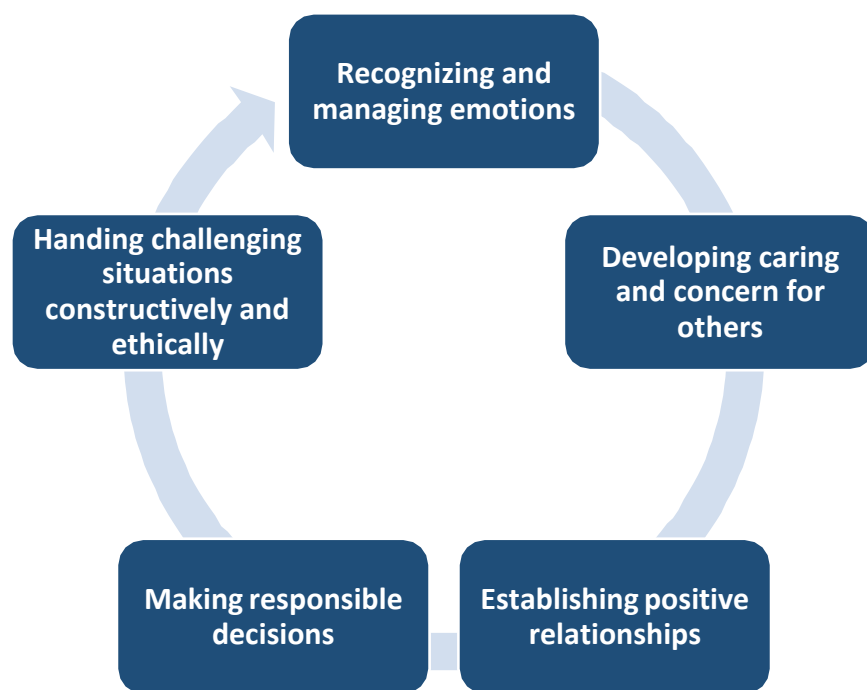 Recognizing and
managing emotions
Developing caring
and concern for
others
Establishing positive
relationships
Making responsible
decisions
Handing challenging
situations
constructively and
ethically